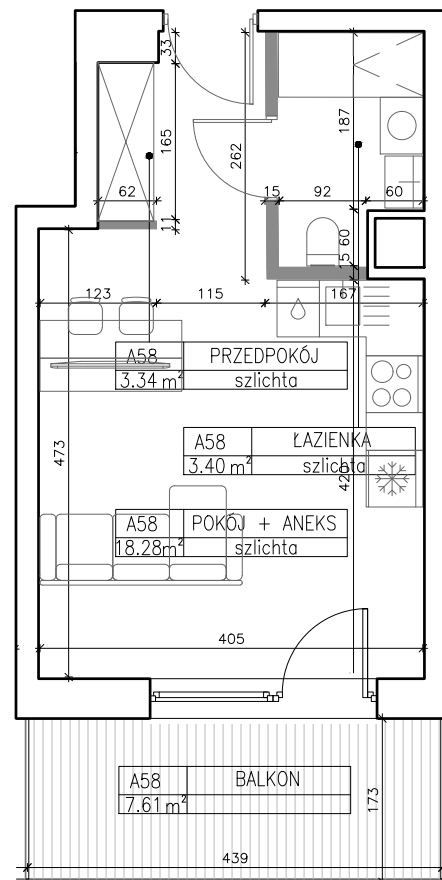 33
187
165
262
62
15 92 60
11
60
15
123 115 167
A58 PRZEDPOKÓJ
3.34 m² szlichta
A58 ŁAZIENKA
3.40 m² szlichta
473
420
A58 POKÓJ + ANEKS
18.28m² szlichta
405
A58 BALKON
7.61 m²
173
439